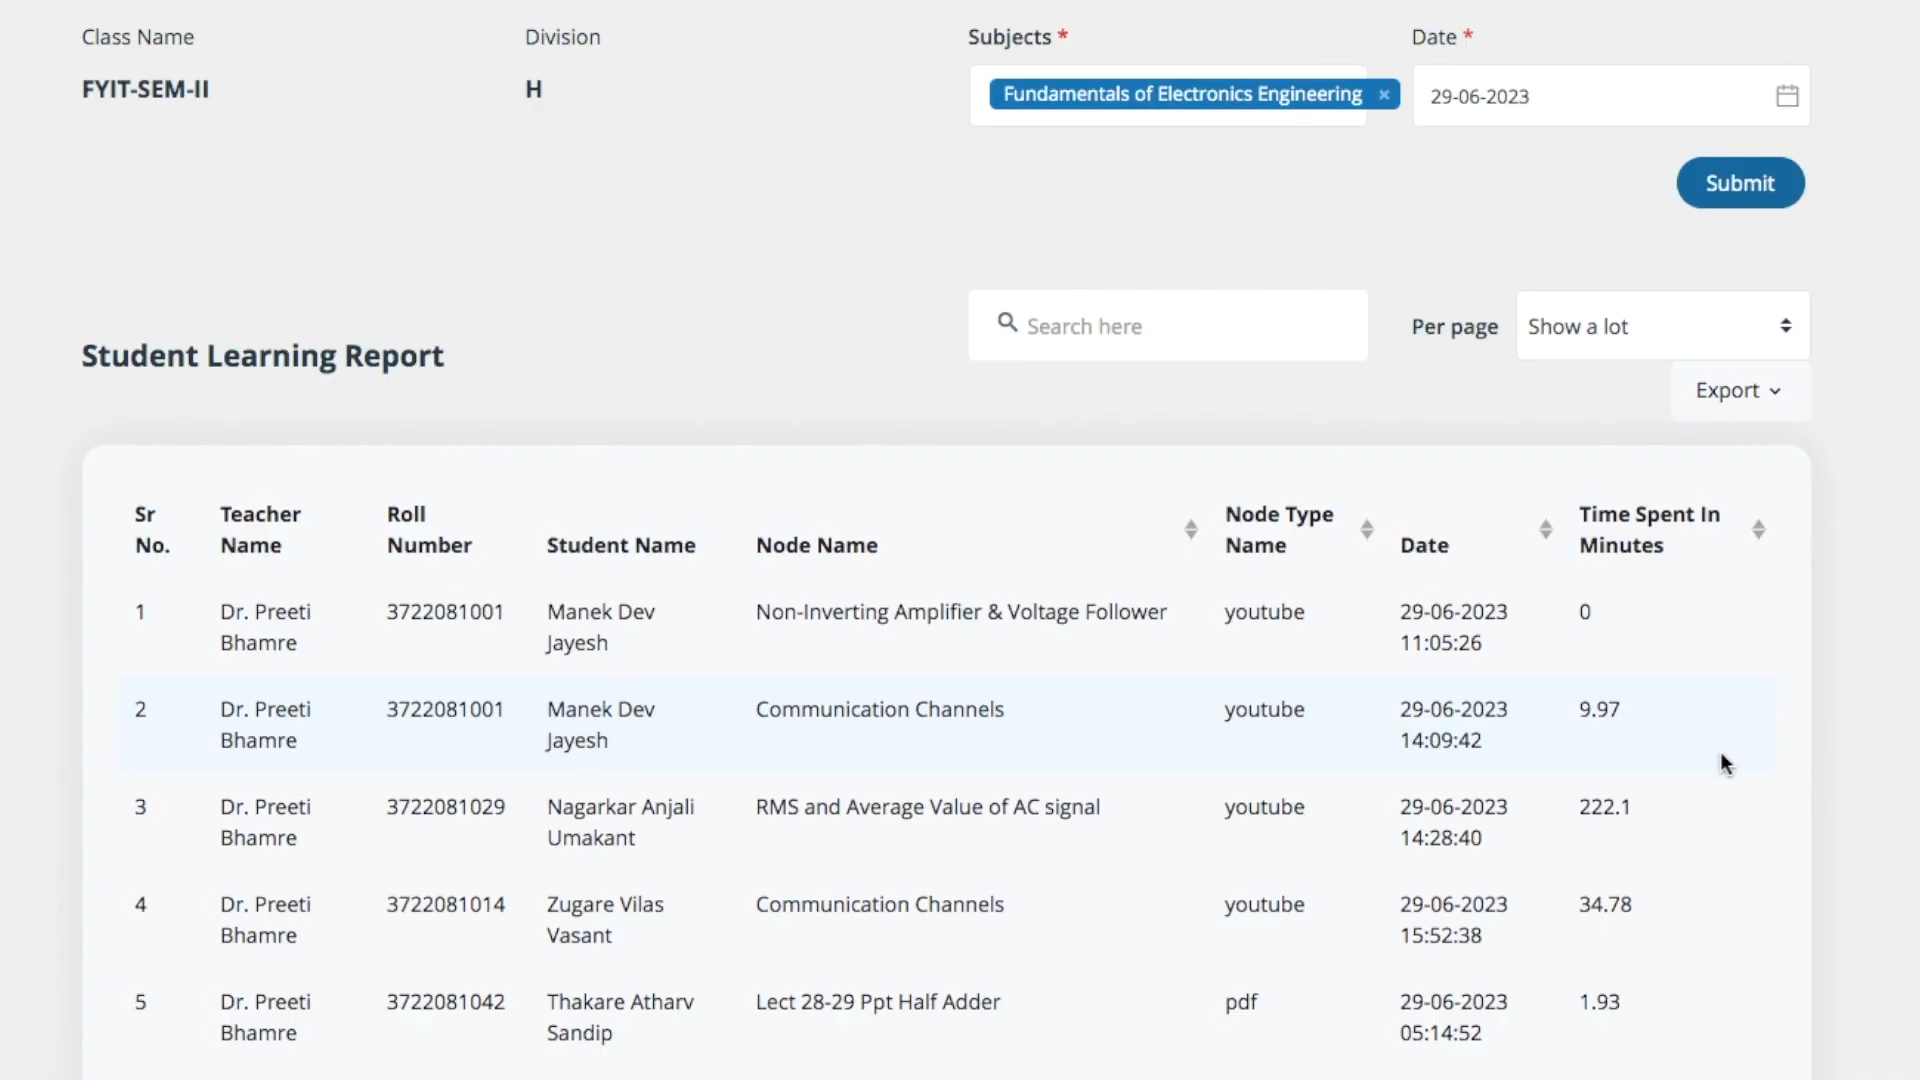 Class Name Division Subjects * Date *
FYIT-SEM-II H Fundamentals of Electronics Engineering × 29-06-2023
Submit
Search here Per page Show a lot
Student Learning Report
Export
Sr No. Teacher Name Roll Number Student Name Node Name Node Type Name Date Time Spent In Minutes
1 Dr. Preeti 3722081001 Manek Dev Non-Inverting Amplifier & Voltage Follower youtube 29-06-2023 0
Bhamre Jayesh 11:05:26
2 Dr. Preeti 3722081001 Manek Dev Communication Channels youtube 29-06-2023 9.97
Bhamre Jayesh 14:09:42
3 Dr. Preeti 3722081029 Nagarkar Anjali RMS and Average Value of AC signal youtube 29-06-2023 222.1
Bhamre Umakant 14:28:40
4 Dr. Preeti 3722081014 Zugare Vilas Communication Channels youtube 29-06-2023 34.78
Bhamre Vasant 15:52:38
5 Dr. Preeti 3722081042 Thakare Atharv Lect 28-29 Ppt Half Adder pdf 29-06-2023 1.93
Bhamre Sandip 05:14:52